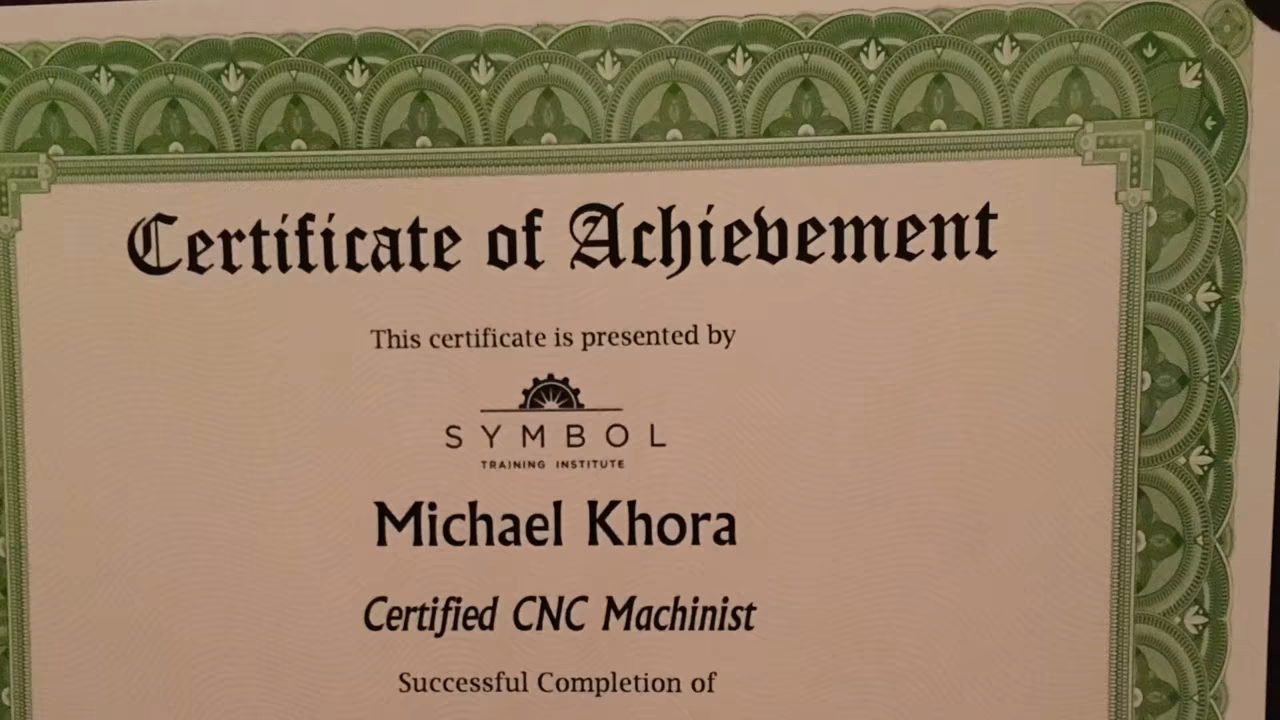 Certificate of Achievement
This certificate is presented by
SYMBOL
TRAINING INSTITUTE
Michael Khora
Certified CNC Machinist
Successful Completion of